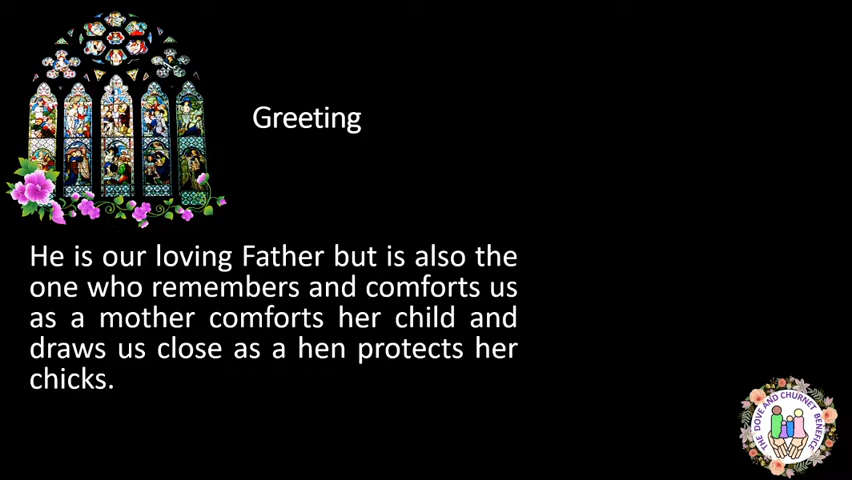 Greeting
He is our loving Father but is also the
one who remembers and comforts us
as a mother comforts her child and
draws us close as a hen protects her
chicks.
THE DOVE AND CHURNET BENEFICE